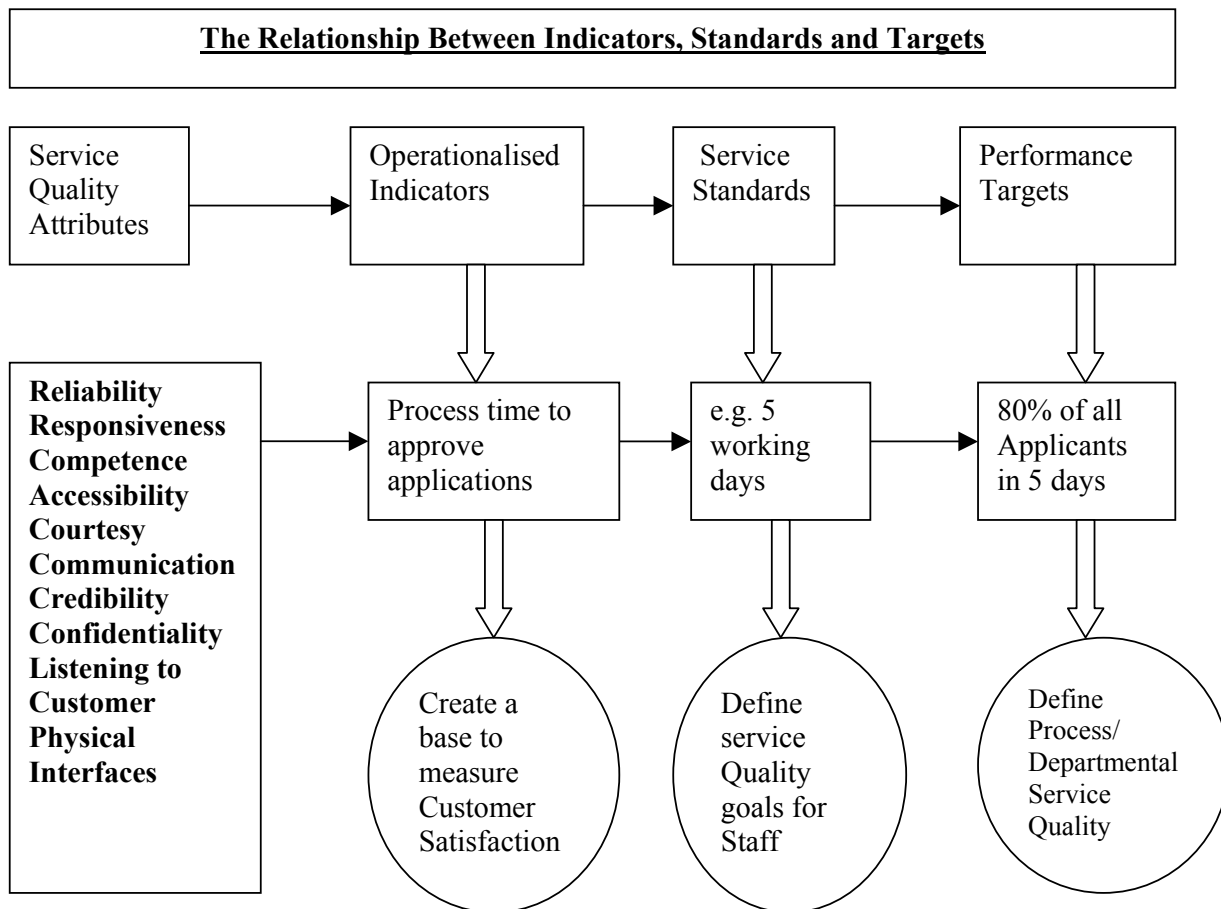 The Relationship Between Indicators, Standards and Targets
Service
Quality
Attributes
Operationalised
Indicators
Service
Standards
Performance
Targets
Reliability
Responsiveness
Competence
Accessibility
Courtesy
Communication
Credibility
Confidentiality
Listening to
Customer
Physical
Interfaces
Process time to
approve
applications
e.g. 5
working
days
80% of all
Applicants
in 5 days
Create a
base to
measure
Customer
Satisfaction
Define
service
Quality
goals for
Staff
Define
Process/
Departmental
Service
Quality